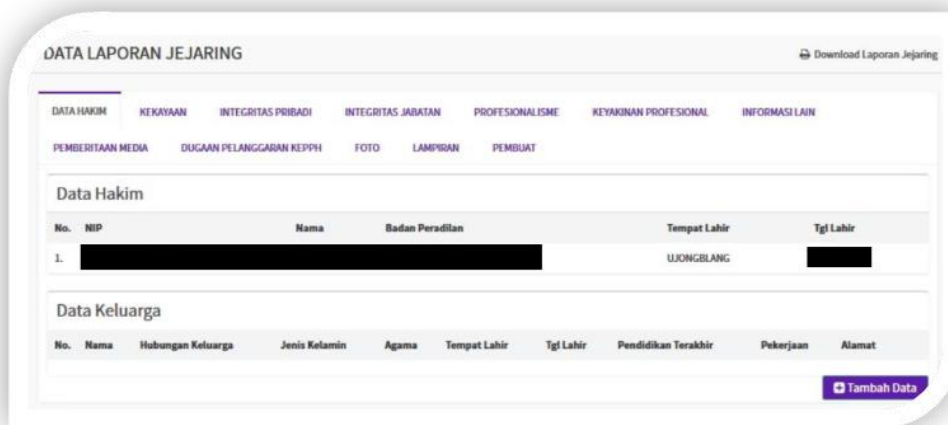 DATA LAPORAN JEJARING
Download Laporan Jejaring
DATA HAKIM KEKAYAAN INTEGRITAS PRIBADI INTEGRITAS JABATAN PROFESIONALISME KEYAKINAN PROFESIONAL INFORMASI LAIN
PEMBERITAAN MEDIA DUGAAN PELANGGARAN KEPPH FOTO LAMPIRAN PEMBUAT
Data Hakim
No. NIP Nama Badan Peradilan Tempat Lahir Tgl Lahir
1. UJONGBLANG
Data Keluarga
No. Nama Hubungan Keluarga Jenis Kelamin Agama Tempat Lahir Tgl Lahir Pendidikan Terakhir Pekerjaan Alamat
Tambah Data